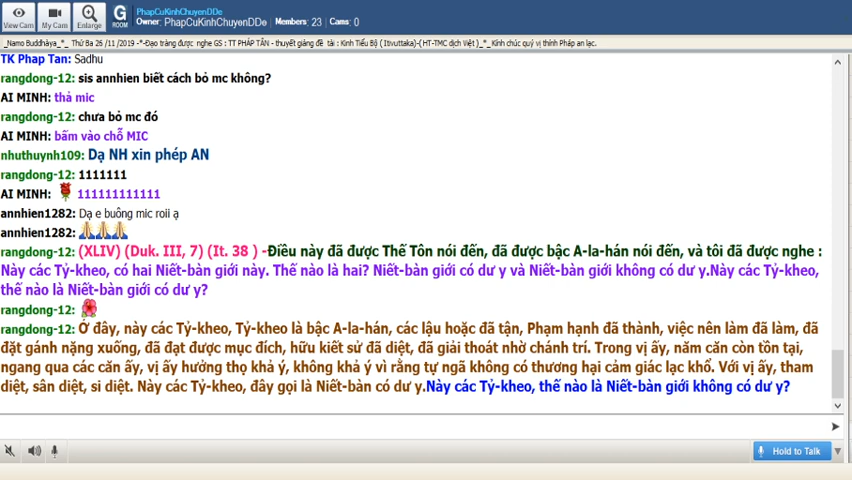 PhapCuKinhChuyenDDe
Owner: PhapCuKinhChuyenDDe Members: 23 Cams: 0
View Cam My Cam Enlarge G ROOM
_Namo Buddhàya_*_ Thứ Ba 26 /11 /2019 -*-Đạo tràng được nghe GS : TT PHÁP TÂN - thuyết giảng đề tài : Kinh Tiểu Bộ ( Itivuttaka)-( HT-TMC dịch Việt )_*_Kính chúc quý vị thính Pháp an lạc.
TK Phap Tan: Sadhu
rangdong-12: sis annhien biết cách bỏ mc không?
AI MINH: thả mic
rangdong-12: chưa bỏ mc đó
AI MINH: bấm vào chỗ MIC
nhuthuynh109: Dạ NH xin phép AN
rangdong-12: 1111111
AI MINH: 111111111111
annhien1282: Dạ e buông mic roii ạ
annhien1282:
rangdong-12: (XLIV) (Duk. III, 7) (It. 38 ) -Điều này đã được Thế Tôn nói đến, đã được bậc A-la-hán nói đến, và tôi đã được nghe :
Này các Tỷ-kheo, có hai Niết-bàn giới này. Thế nào là hai? Niết-bàn giới có dư y và Niết-bàn giới không có dư y.Này các Tỷ-kheo,
thế nào là Niết-bàn giới có dư y?
rangdong-12:
rangdong-12: Ở đây, này các Tỷ-kheo, Tỷ-kheo là bậc A-la-hán, các lậu hoặc đã tận, Phạm hạnh đã thành, việc nên làm đã làm, đã
đặt gánh nặng xuống, đã đạt được mục đích, hữu kiết sử đã diệt, đã giải thoát nhờ chánh trí. Trong vị ấy, năm căn còn tồn tại,
ngang qua các căn ấy, vị ấy hưởng thọ khả ý, không khả ý vì rằng tự ngã không có thương hại cảm giác lạc khổ. Với vị ấy, tham
diệt, sân diệt, si diệt. Này các Tỷ-kheo, đây gọi là Niết-bàn có dư y.Này các Tỷ-kheo, thế nào là Niết-bàn giới không có dư y?
Hold to Talk